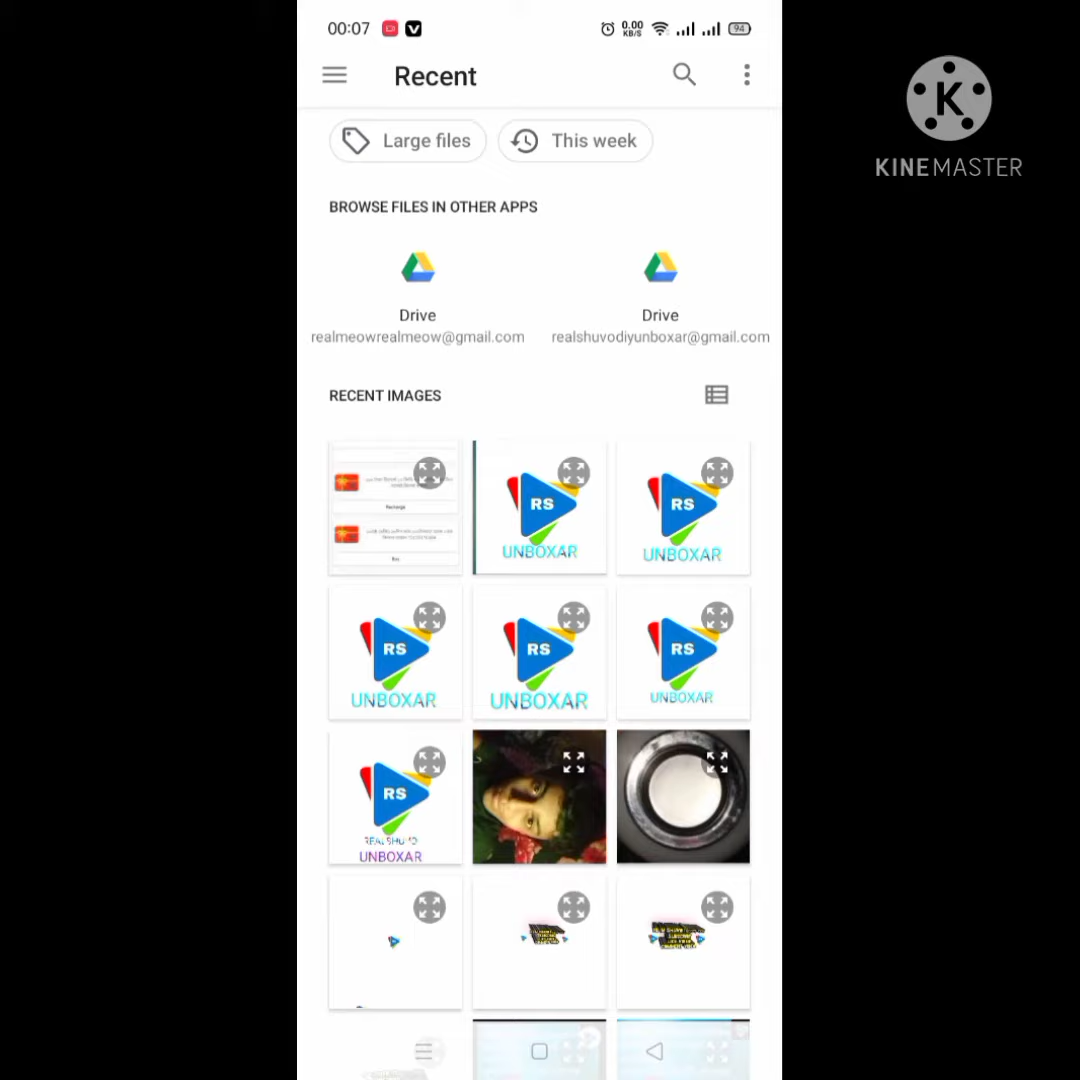 00:07
0.00
KB/S
94
Recent
K
KINEMASTER
Large files
This week
BROWSE FILES IN OTHER APPS
Drive
Drive
realmeowrealmeow@gmail.com
realshuvodiyunboxar@gmail.com
RECENT IMAGES
Recharge
RS
UNBOXAR
RS
UNBOXAR
RS
UNBOXAR
RS
UNBOXAR
RS
UNBOXAR
RS
UNBOXAR